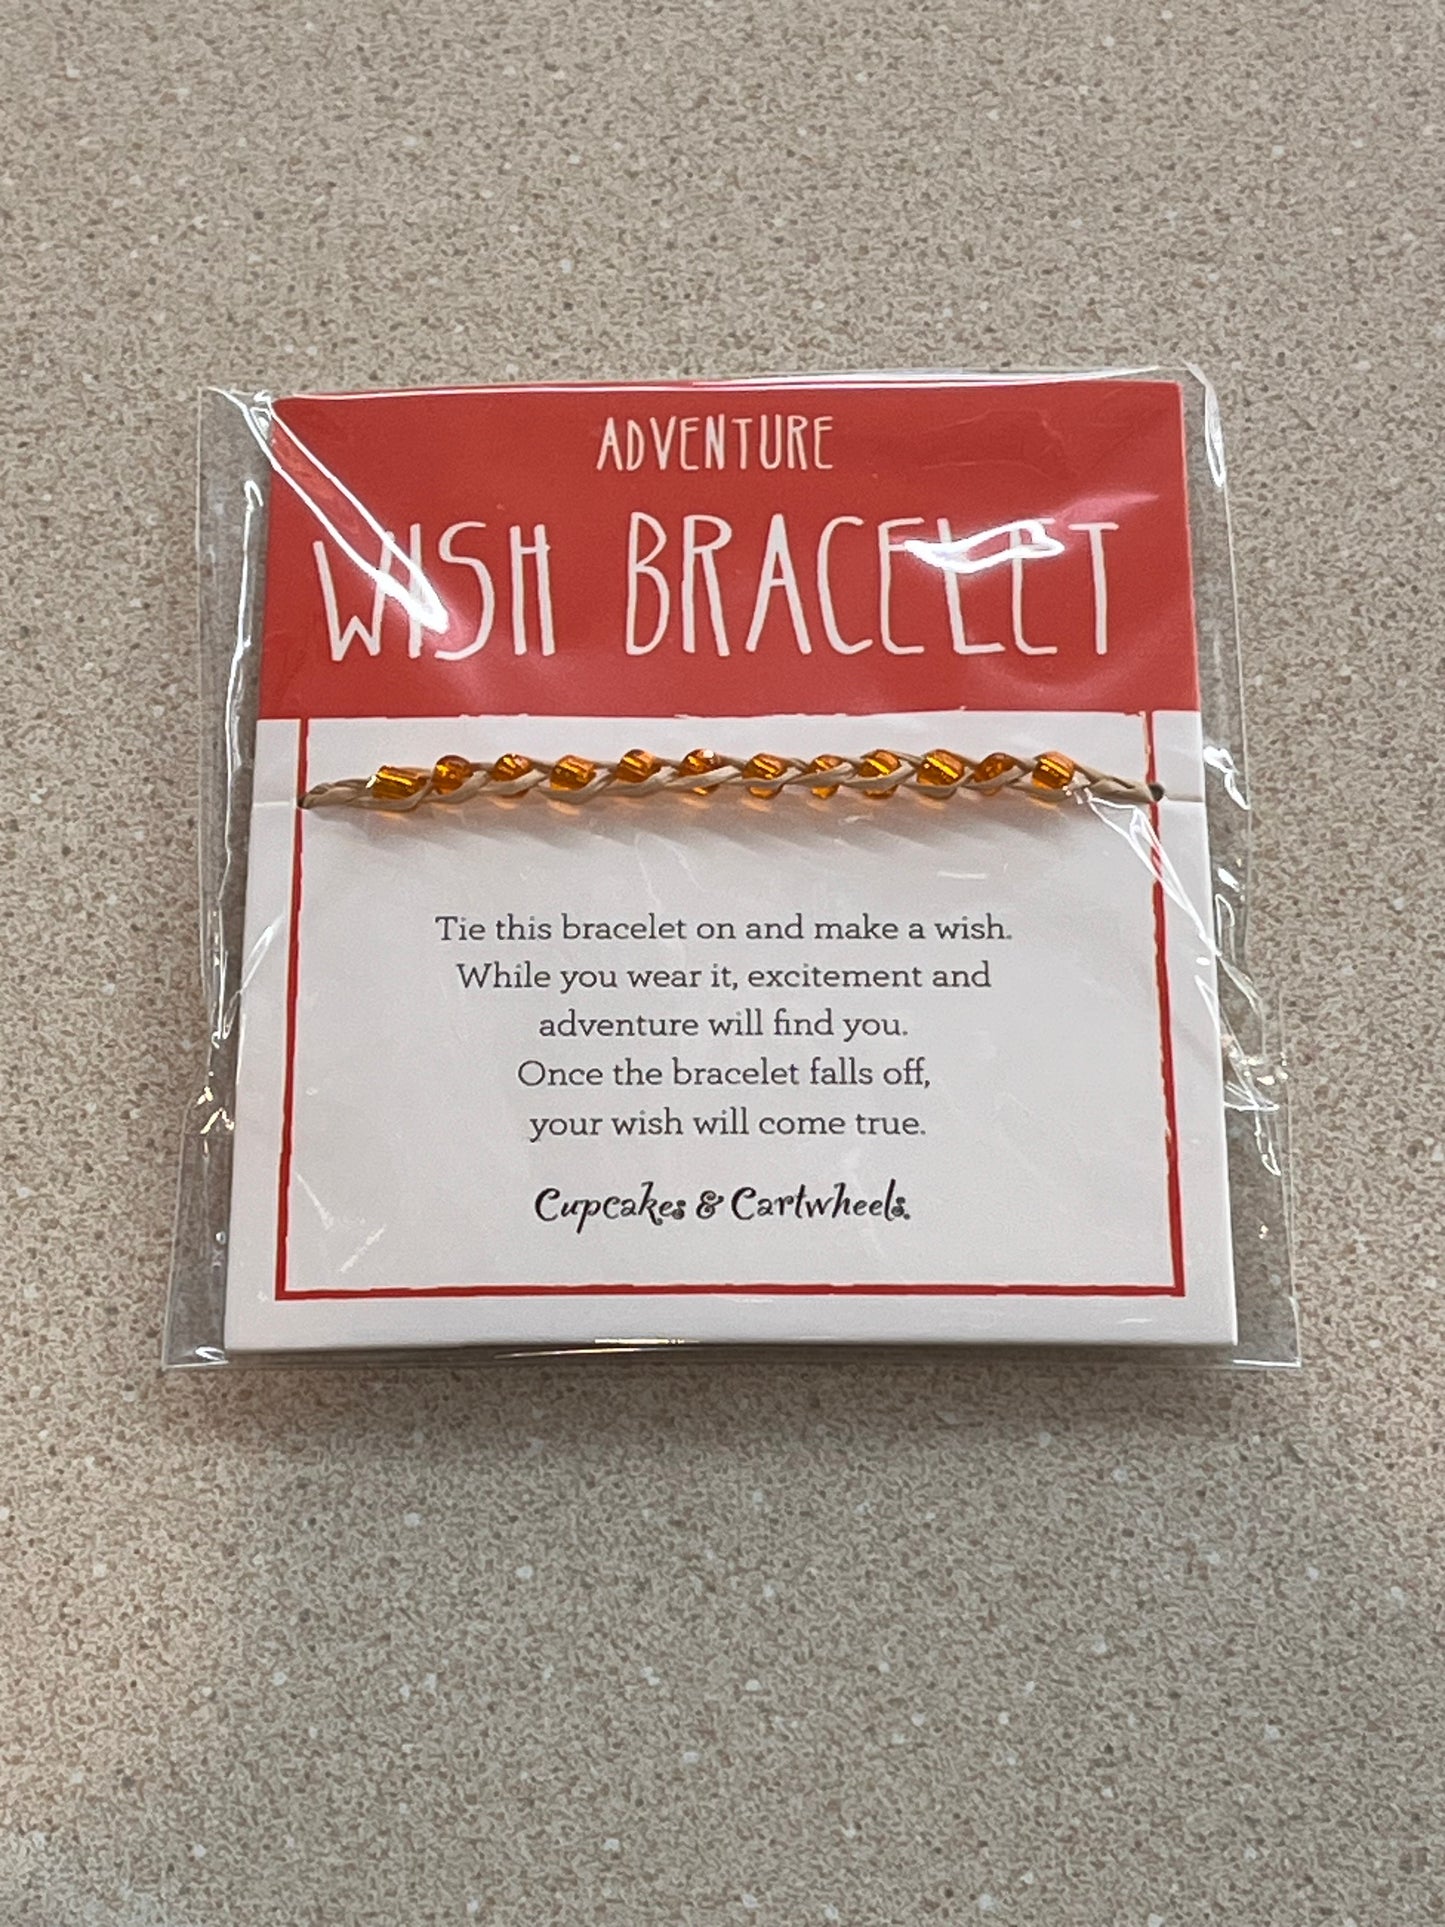 ADVENTURE
WISH BRACELET
Tie this bracelet on and make a wish.
While you wear it, excitement and
adventure will find you.
Once the bracelet falls off,
your wish will come true.
Cupcakes & Cartwheels